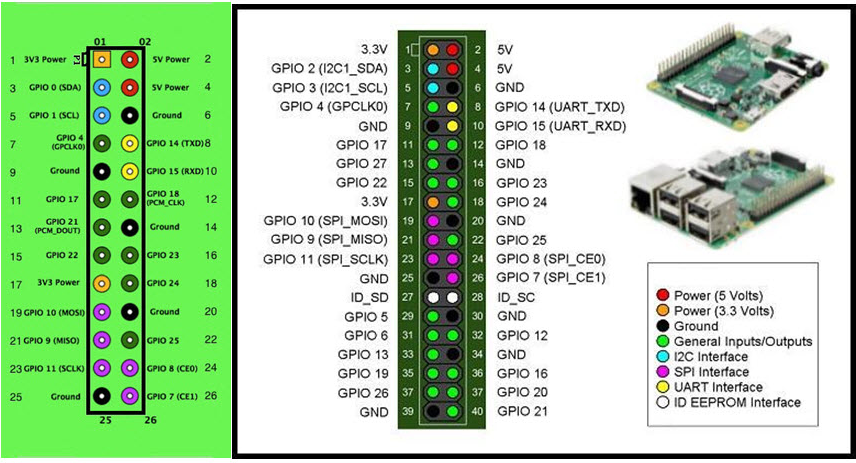 01 02
1 3V3 Power 5V Power 2
3 GPIO 0 (SDA) 5V Power 4
5 GPIO 1 (SCL) Ground 6
7 GPIO 4 (GPCLK0) GPIO 14 (TXD) 8
9 Ground GPIO 15 (RXD) 10
11 GPIO 17 GPIO 18 (PCM_CLK) 12
13 GPIO 21 (PCM_DOUT) Ground 14
15 GPIO 22 GPIO 23 16
17 3V3 Power GPIO 24 18
19 GPIO 10 (MOSI) Ground 20
21 GPIO 9 (MISO) GPIO 25 22
23 GPIO 11 (SCLK) GPIO 8 (CE0) 24
25 Ground GPIO 7 (CE1) 26
25 26
3.3V 1 2 5V
GPIO 2 (I2C1_SDA) 3 4 5V
GPIO 3 (I2C1_SCL) 5 6 GND
GPIO 4 (GPCLK0) 7 8 GPIO 14 (UART_TXD)
GND 9 10 GPIO 15 (UART_RXD)
GPIO 17 11 12 GPIO 18
GPIO 27 13 14 GND
GPIO 22 15 16 GPIO 23
3.3V 17 18 GPIO 24
GPIO 10 (SPI_MOSI) 19 20 GND
GPIO 9 (SPI_MISO) 21 22 GPIO 25
GPIO 11 (SPI_SCLK) 23 24 GPIO 8 (SPI_CE0)
GND 25 26 GPIO 7 (SPI_CE1)
ID_SD 27 28 ID_SC
GPIO 5 29 30 GND
GPIO 6 31 32 GPIO 12
GPIO 13 33 34 GND
GPIO 19 35 36 GPIO 16
GPIO 26 37 37 GPIO 20
GND 39 40 GPIO 21
Power (5 Volts)
Power (3.3 Volts)
Ground
General Inputs/Outputs
I2C Interface
SPI Interface
UART Interface
ID EEPROM Interface